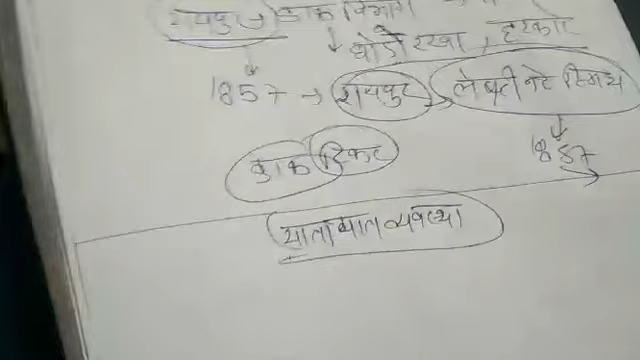 रायपुर → डाक विभाग
↓ घोड़े रखा, हरकारे
1857 → रायपुर → लेफ्टीनेंट स्मिथ
डाक टिकट
1857
यातायात व्यवस्था